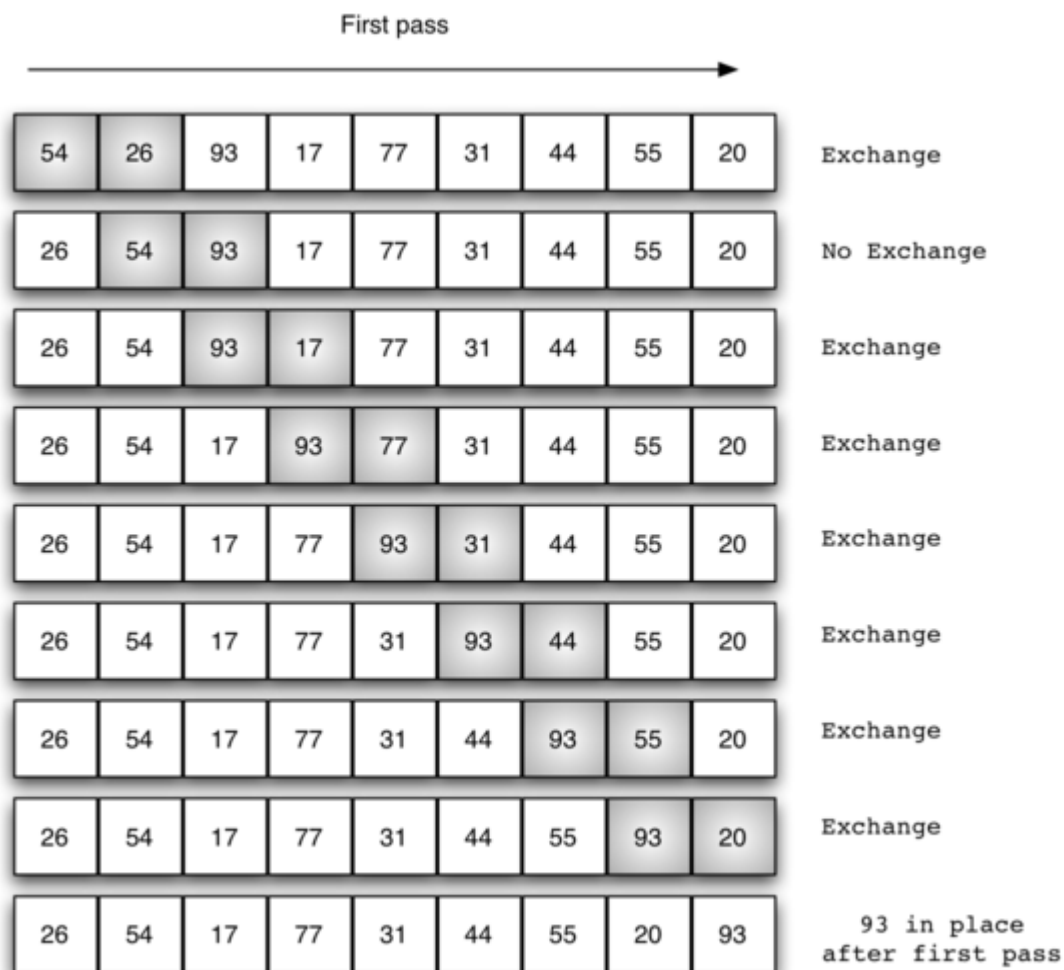 First pass
54 26 93 17 77 31 44 55 20 Exchange
26 54 93 17 77 31 44 55 20 No Exchange
26 54 93 17 77 31 44 55 20 Exchange
26 54 17 93 77 31 44 55 20 Exchange
26 54 17 77 93 31 44 55 20 Exchange
26 54 17 77 31 93 44 55 20 Exchange
26 54 17 77 31 44 93 55 20 Exchange
26 54 17 77 31 44 55 93 20 Exchange
26 54 17 77 31 44 55 20 93 93 in place
after first pass